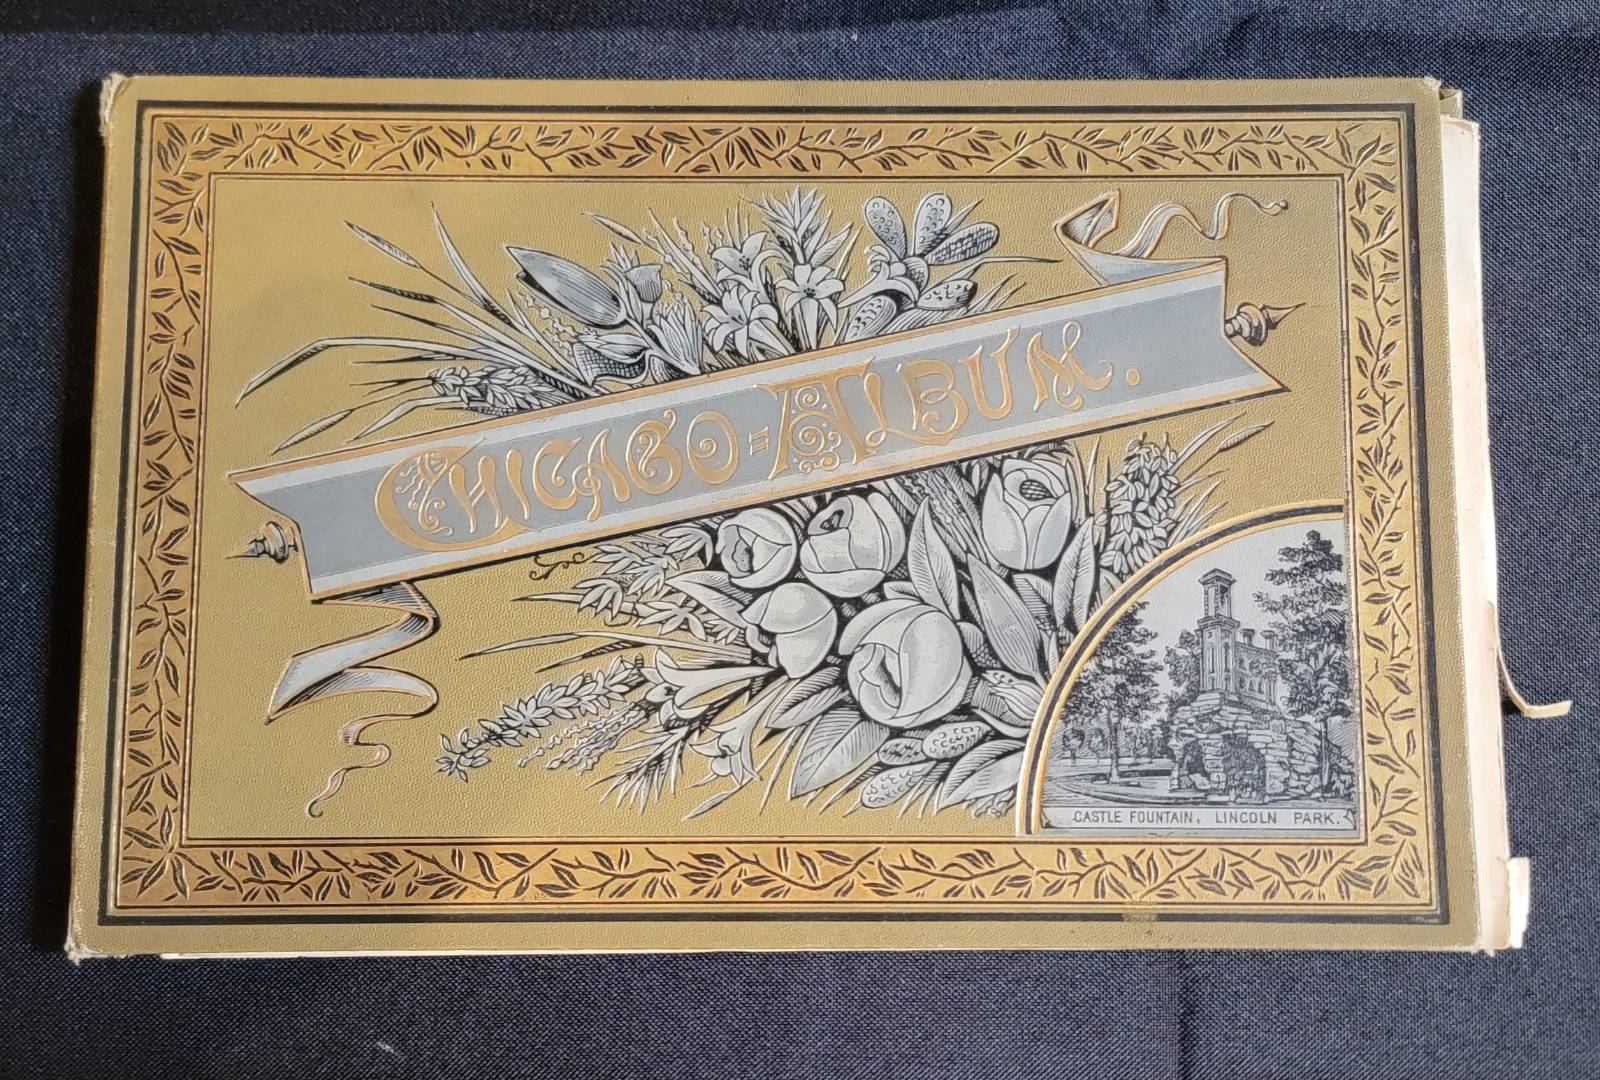 CHICAGO=ALBUM.
CASTLE FOUNTAIN, LINCOLN PARK.